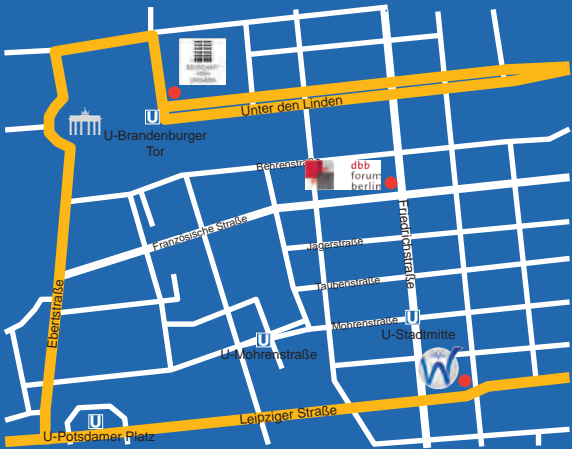 U
Unter den Linden
U-Brandenburger
Tor
Behrenstraße
dbb
forum
berlin
Friedrichstraße
Französische Straße
Jägerstraße
Taubenstraße
Ebertstraße
Mohrenstraße
U
U-Stadtmitte
U
U-Mohrenstraße
W
Leipziger Straße
U
U-Potsdamer Platz